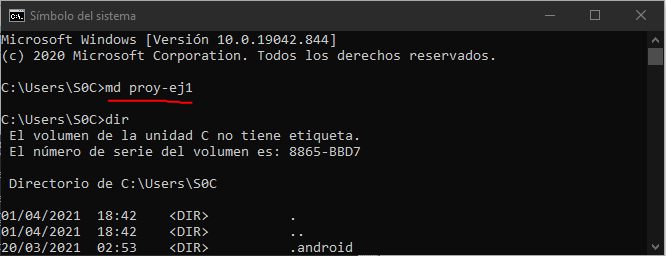 Símbolo del sistema
Microsoft Windows [Versión 10.0.19042.844]
(c) 2020 Microsoft Corporation. Todos los derechos reservados.
C:\Users\S0C>md proy-ej1
C:\Users\S0C>dir
El volumen de la unidad C no tiene etiqueta.
El número de serie del volumen es: 8865-BBD7
Directorio de C:\Users\S0C
01/04/2021  18:42    <DIR>          .
01/04/2021  18:42    <DIR>          ..
20/03/2021  02:53    <DIR>          .android